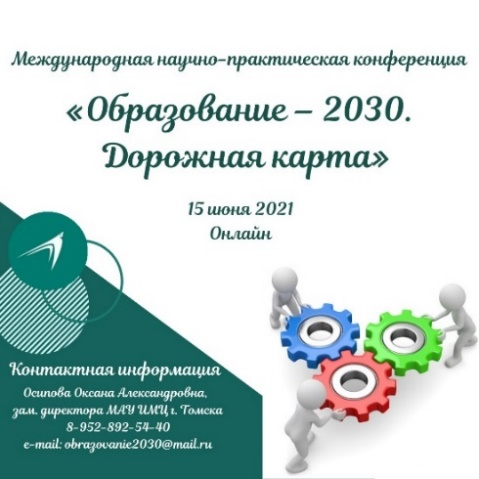 Международная научно-практическая конференция
«Образование – 2030.
Дорожная карта»
15 июня 2021
Онлайн
Контактная информация
Осипова Оксана Александровна,
зам. директора МАУ ИМЦ г. Томска
8-952-892-54-40
e-mail: obrazovanie2030@mail.ru